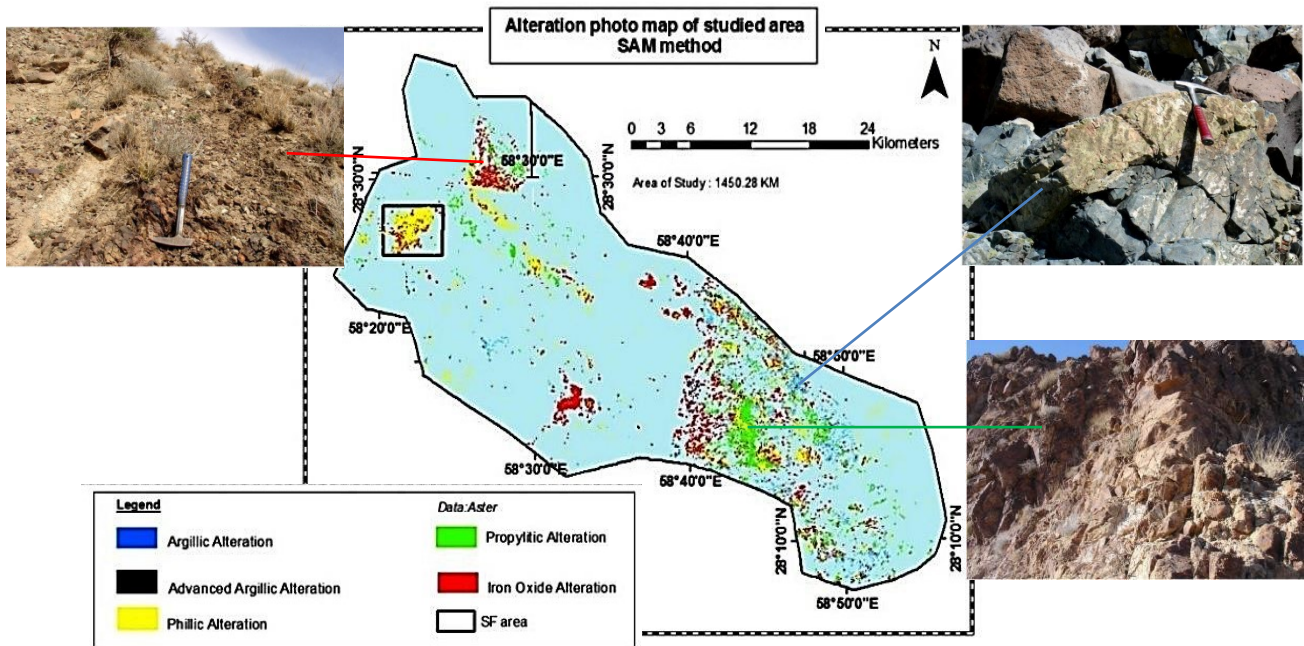 Alteration photo map of studied area
SAM method
N
0 3 6 12 18 24
Kilometers
Area of Study : 1450.28 KM
58°30'0"E
28°30'0"N
28°30'0"N
58°40'0"E
58°20'0"E
58°50'0"E
58°30'0"E
58°40'0"E
28°10'0"N
28°10'0"N
58°50'0"E
Legend
Data:Aster
Argillic Alteration
Propylitic Alteration
Advanced Argillic Alteration
Iron Oxide Alteration
Phillic Alteration
SF area